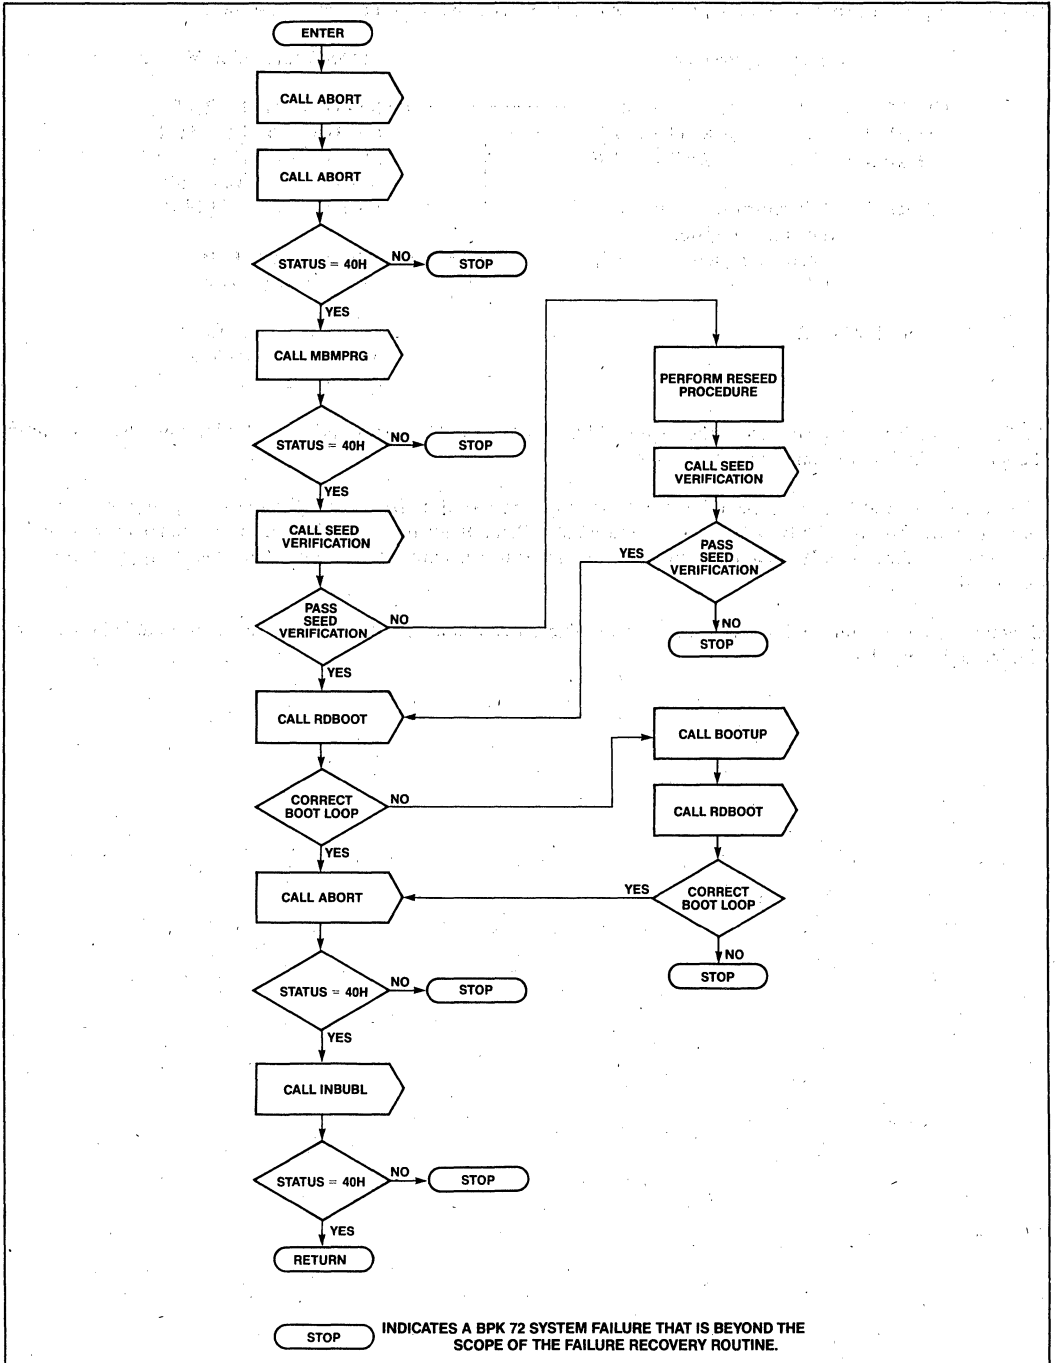 ENTER
CALL ABORT
CALL ABORT
STATUS = 40H
NO
STOP
YES
CALL MBMPRG
STATUS = 40H
NO
STOP
YES
CALL SEED
VERIFICATION
PASS
SEED
VERIFICATION
NO
YES
PERFORM RESEED
PROCEDURE
CALL SEED
VERIFICATION
PASS
SEED
VERIFICATION
YES
NO
STOP
CALL RDBOOT
CORRECT
BOOT LOOP
NO
YES
CALL BOOTUP
CALL RDBOOT
CORRECT
BOOT LOOP
YES
NO
STOP
CALL ABORT
STATUS = 40H
NO
STOP
YES
CALL INBUBL
STATUS = 40H
NO
STOP
YES
RETURN
STOP
INDICATES A BPK 72 SYSTEM FAILURE THAT IS BEYOND THE
SCOPE OF THE FAILURE RECOVERY ROUTINE.